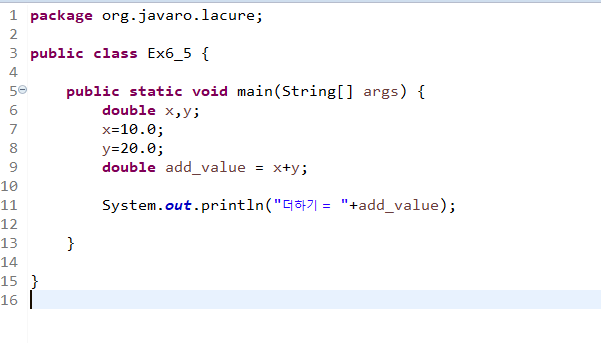 1 package org.javaro.lacure;
2
3 public class Ex6_5 {
4
5 public static void main(String[] args) {
6 double x,y;
7 x=10.0;
8 y=20.0;
9 double add_value = x+y;
10
11 System.out.println("더하기 = "+add_value);
12
13 }
14
15 }
16